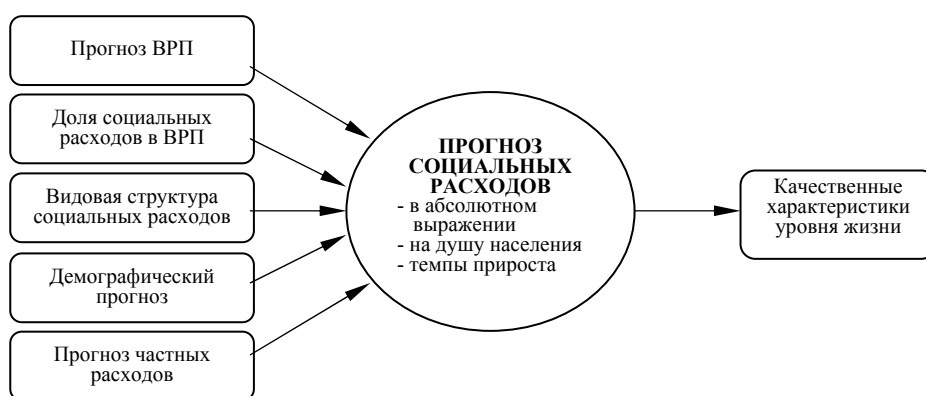 Прогноз ВРП
Доля социальных
расходов в ВРП
Видовая структура
социальных расходов
Демографический
прогноз
Прогноз частных
расходов
ПРОГНОЗ
СОЦИАЛЬНЫХ
РАСХОДОВ
- в абсолютном
выражении
- на душу населения
- темпы прироста
Качественные
характеристики
уровня жизни